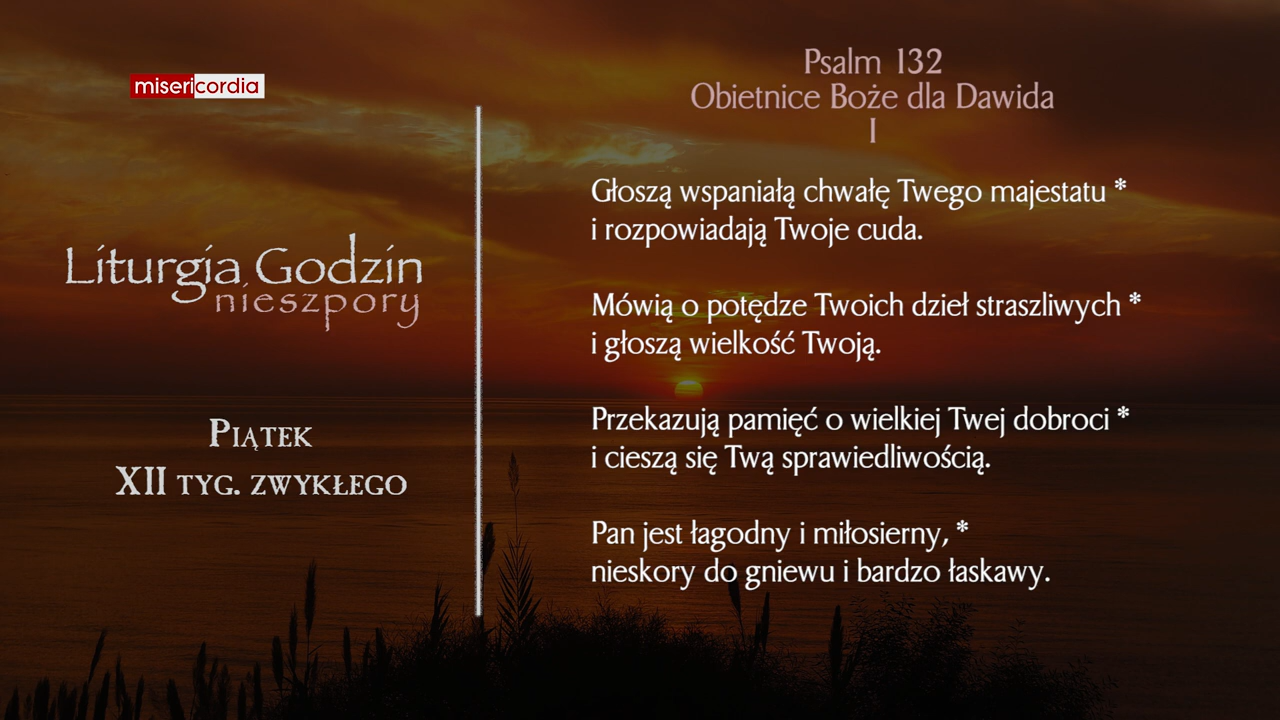 misericordia
Liturgia Godzin
nieszpory
Piątek
XII tyg. zwykłego
Psalm 132
Obietnice Boże dla Dawida
I
Głoszą wspaniałą chwałę Twego majestatu *
i rozpowiadają Twoje cuda.
Mówią o potędze Twoich dzieł straszliwych *
i głoszą wielkość Twoją.
Przekazują pamięć o wielkiej Twej dobroci *
i cieszą się Twą sprawiedliwością.
Pan jest łagodny i miłosierny, *
nieskory do gniewu i bardzo łaskawy.